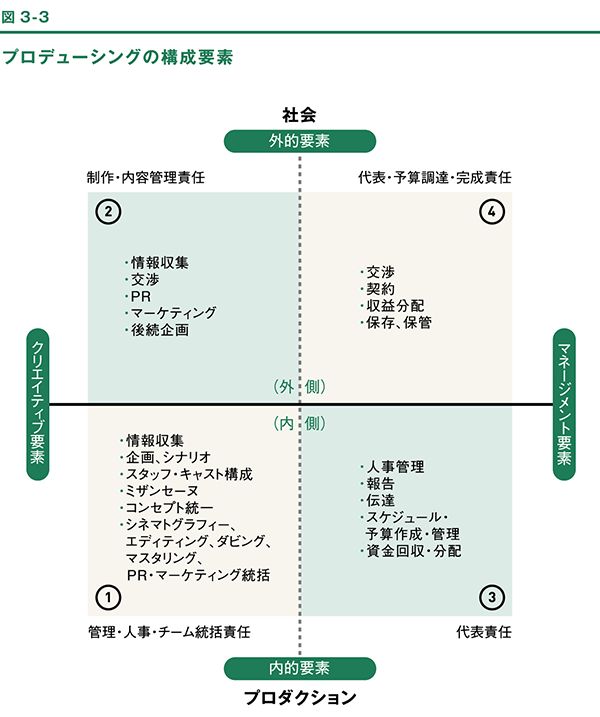 図 3-3
プロデューシングの構成要素
社会
外的要素
制作・内容管理責任
代表・予算調達・完成責任
②
④
・情報収集
・交渉
・PR
・マーケティング
・後続企画
・交渉
・契約
・収益分配
・保存、保管
クリエイティブ要素
マネージメント要素
（外 側）
（内 側）
・情報収集
・企画、シナリオ
・スタッフ・キャスト構成
・ミザンセーヌ
・コンセプト統一
・シネマトグラフィー、
エディティング、ダビング、
マスタリング、
PR・マーケティング統括
・人事管理
・報告
・伝達
・スケジュール・
予算作成・管理
・資金回収・分配
①
③
管理・人事・チーム統括責任
代表責任
内的要素
プロダクション